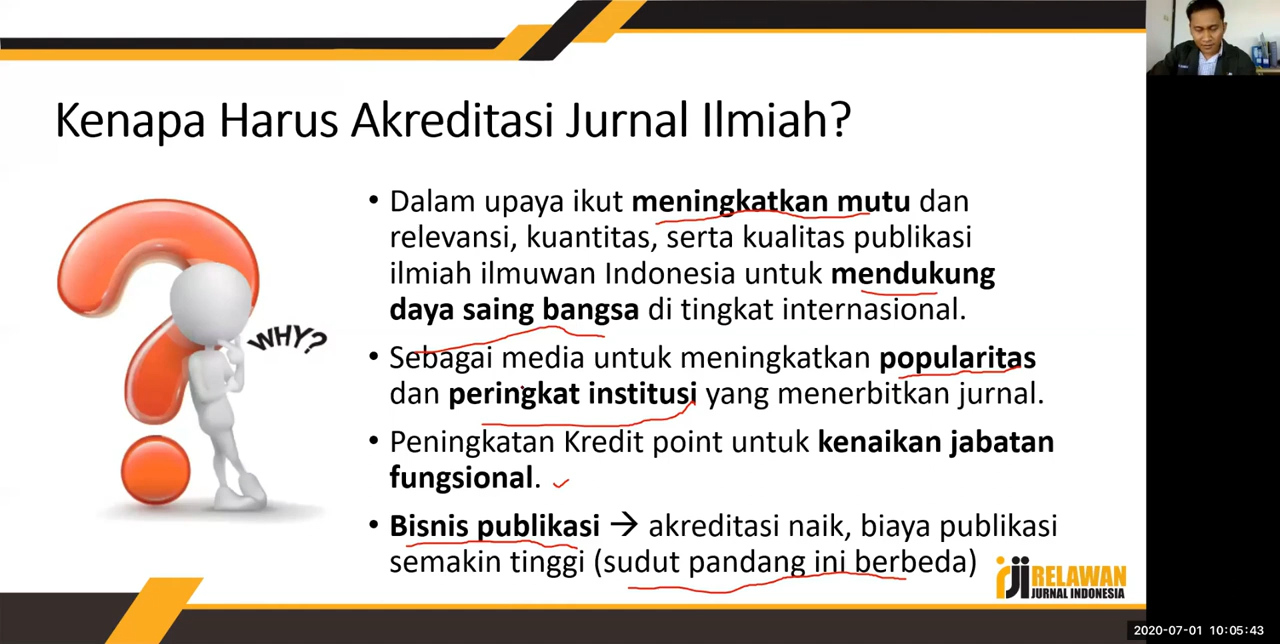 Kenapa Harus Akreditasi Jurnal Ilmiah?
WHY?
• Dalam upaya ikut meningkatkan mutu dan
relevansi, kuantitas, serta kualitas publikasi
ilmiah ilmuwan Indonesia untuk mendukung
daya saing bangsa di tingkat internasional.
• Sebagai media untuk meningkatkan popularitas
dan peringkat institusi yang menerbitkan jurnal.
• Peningkatan Kredit point untuk kenaikan jabatan
fungsional.
• Bisnis publikasi → akreditasi naik, biaya publikasi
semakin tinggi (sudut pandang ini berbeda)
rji RELAWAN
JURNAL INDONESIA
2020-07-01 10:05:43